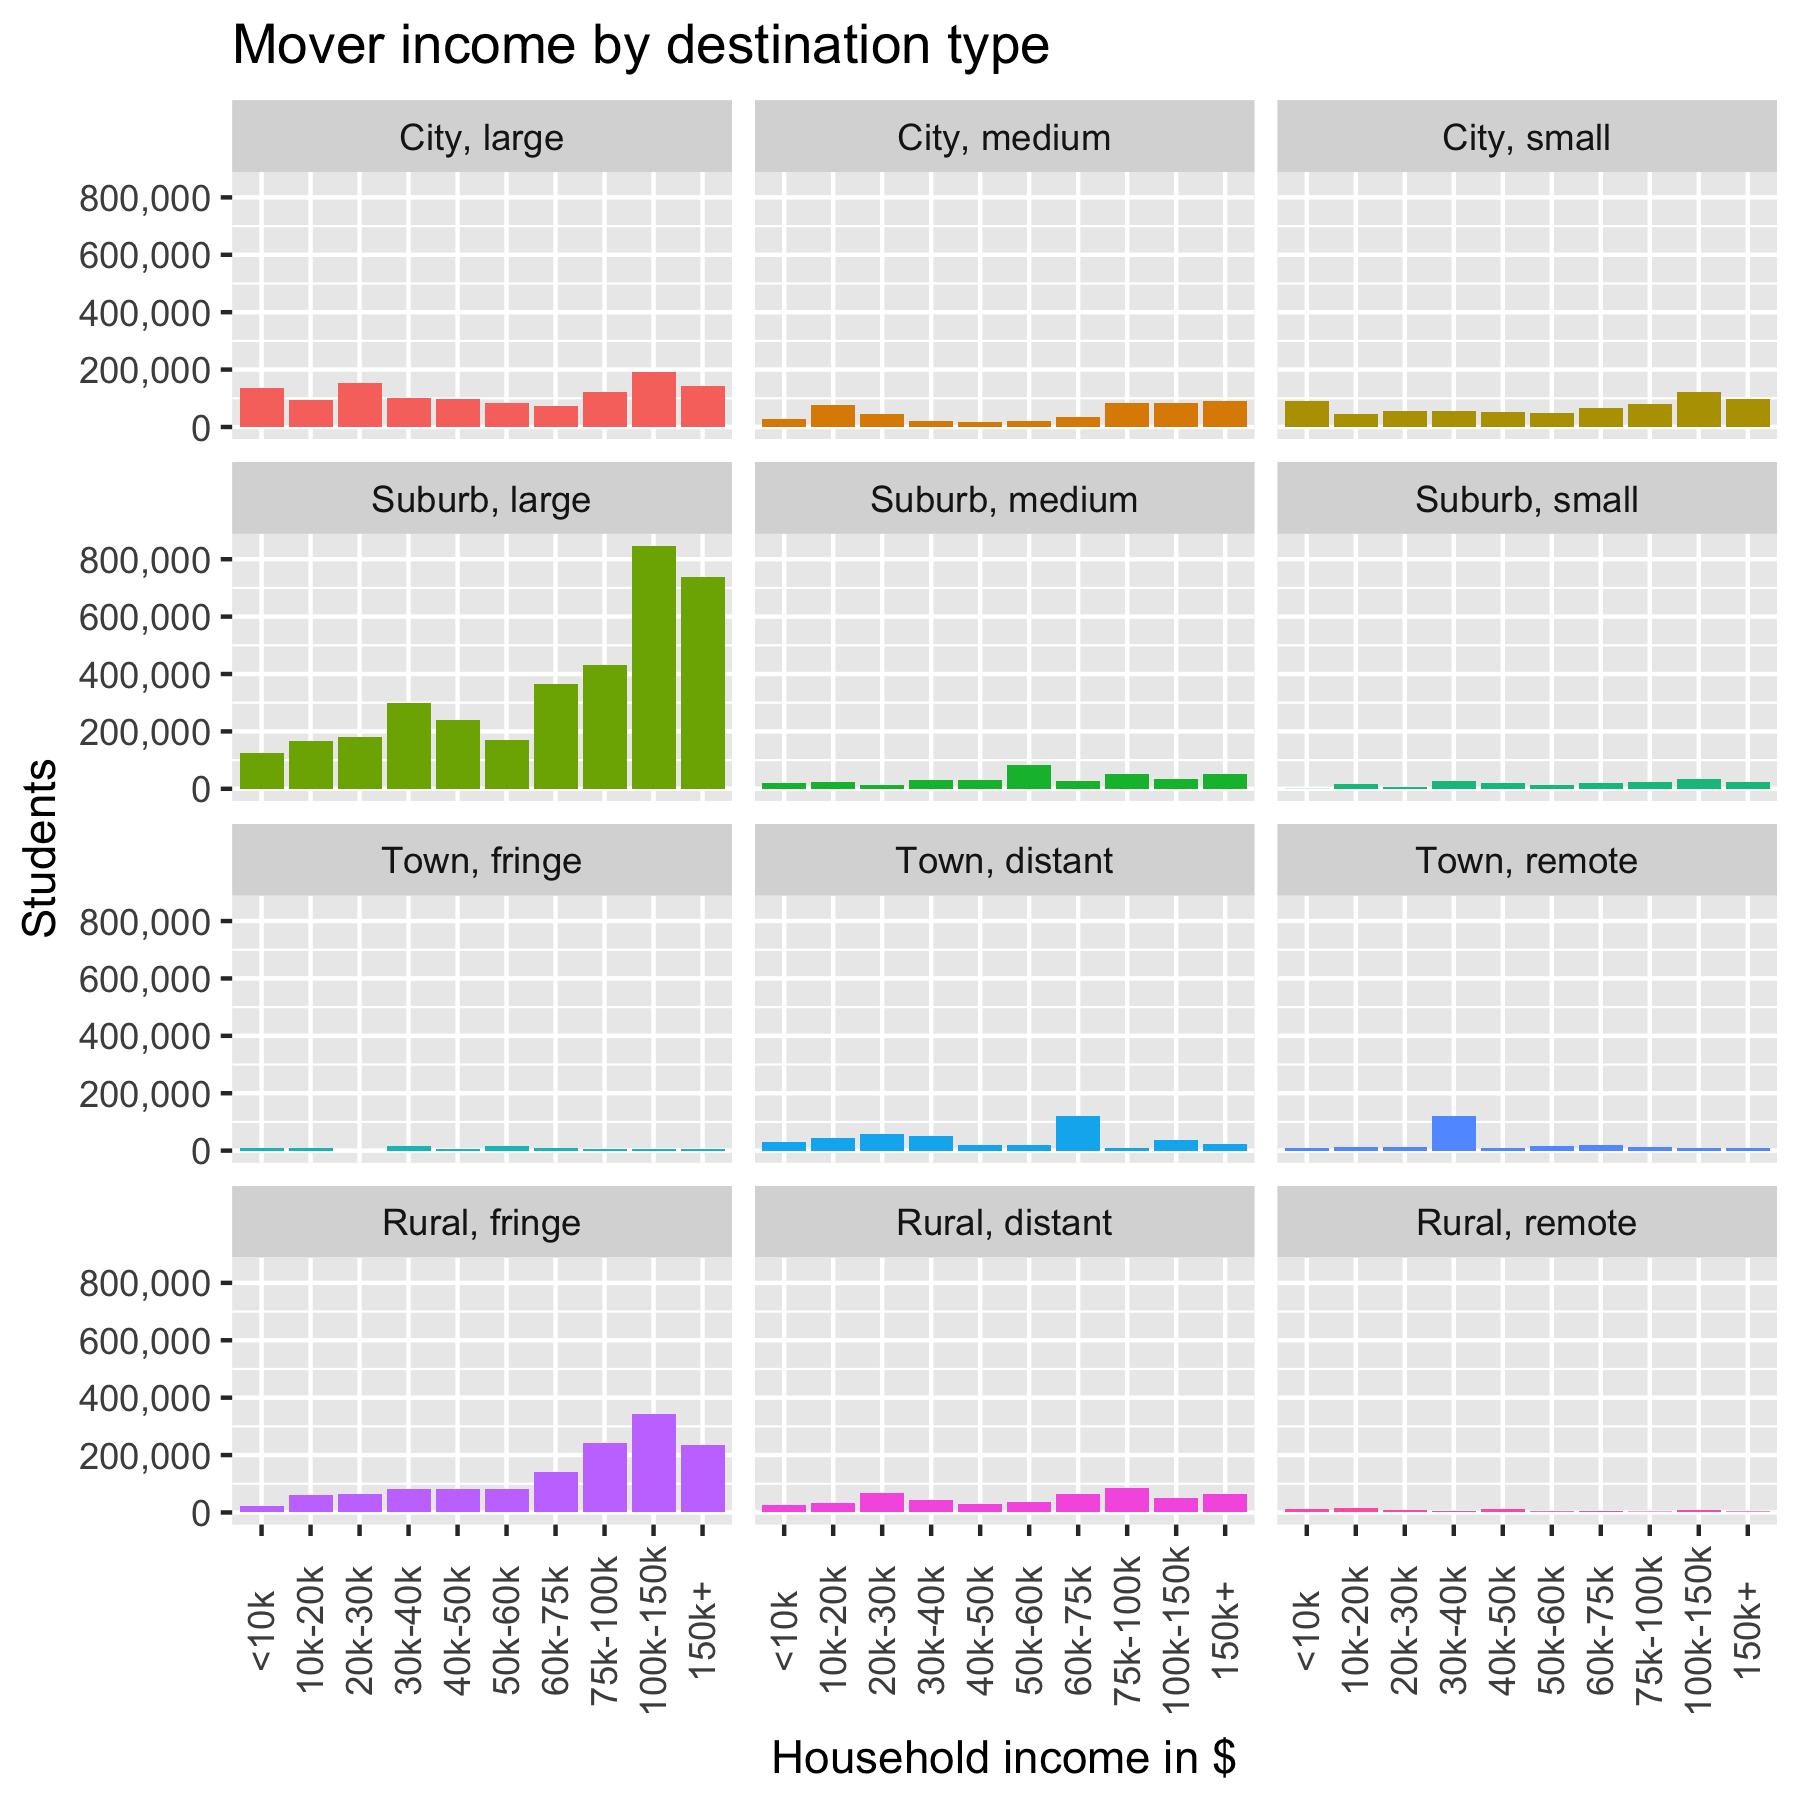 Mover income by destination type
City, large
City, medium
City, small
800,000
600,000
400,000
200,000
0
Suburb, large
Suburb, medium
Suburb, small
800,000
600,000
400,000
200,000
0
Students
Town, fringe
Town, distant
Town, remote
800,000
600,000
400,000
200,000
0
Rural, fringe
Rural, distant
Rural, remote
800,000
600,000
400,000
200,000
0
<10k
10k-20k
20k-30k
30k-40k
40k-50k
50k-60k
60k-75k
75k-100k
100k-150k
150k+
<10k
10k-20k
20k-30k
30k-40k
40k-50k
50k-60k
60k-75k
75k-100k
100k-150k
150k+
<10k
10k-20k
20k-30k
30k-40k
40k-50k
50k-60k
60k-75k
75k-100k
100k-150k
150k+
Household income in $